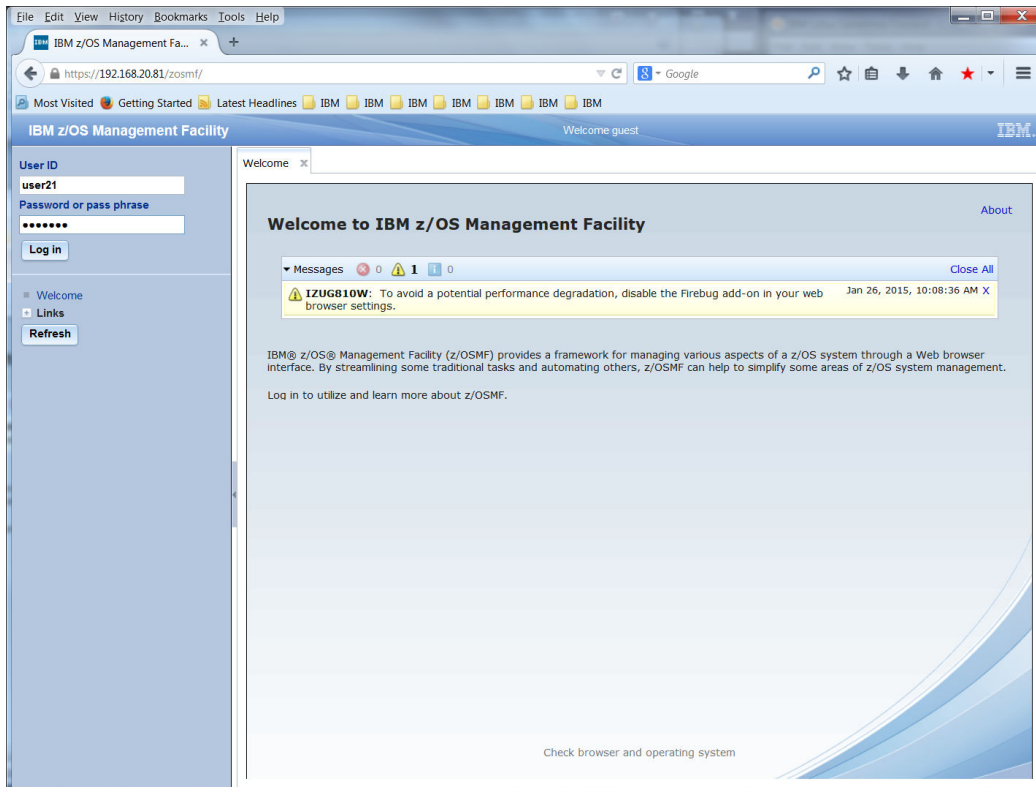 File Edit View History Bookmarks Tools Help
IBM IBM z/OS Management Fa... × +
https://192.168.20.81/zosmf/ 8 Google
Most Visited Getting Started Latest Headlines IBM IBM IBM IBM IBM IBM IBM
IBM z/OS Management Facility Welcome guest IBM.
User ID
user21
Password or pass phrase
•••••••
Log in
Welcome
Links
Refresh
Welcome x
About
Welcome to IBM z/OS Management Facility
Messages 0 1 0 Close All
IZUG810W: To avoid a potential performance degradation, disable the Firebug add-on in your web Jan 26, 2015, 10:08:36 AM X
browser settings.
IBM® z/OS® Management Facility (z/OSMF) provides a framework for managing various aspects of a z/OS system through a Web browser
interface. By streamlining some traditional tasks and automating others, z/OSMF can help to simplify some areas of z/OS system management.
Log in to utilize and learn more about z/OSMF.
Check browser and operating system